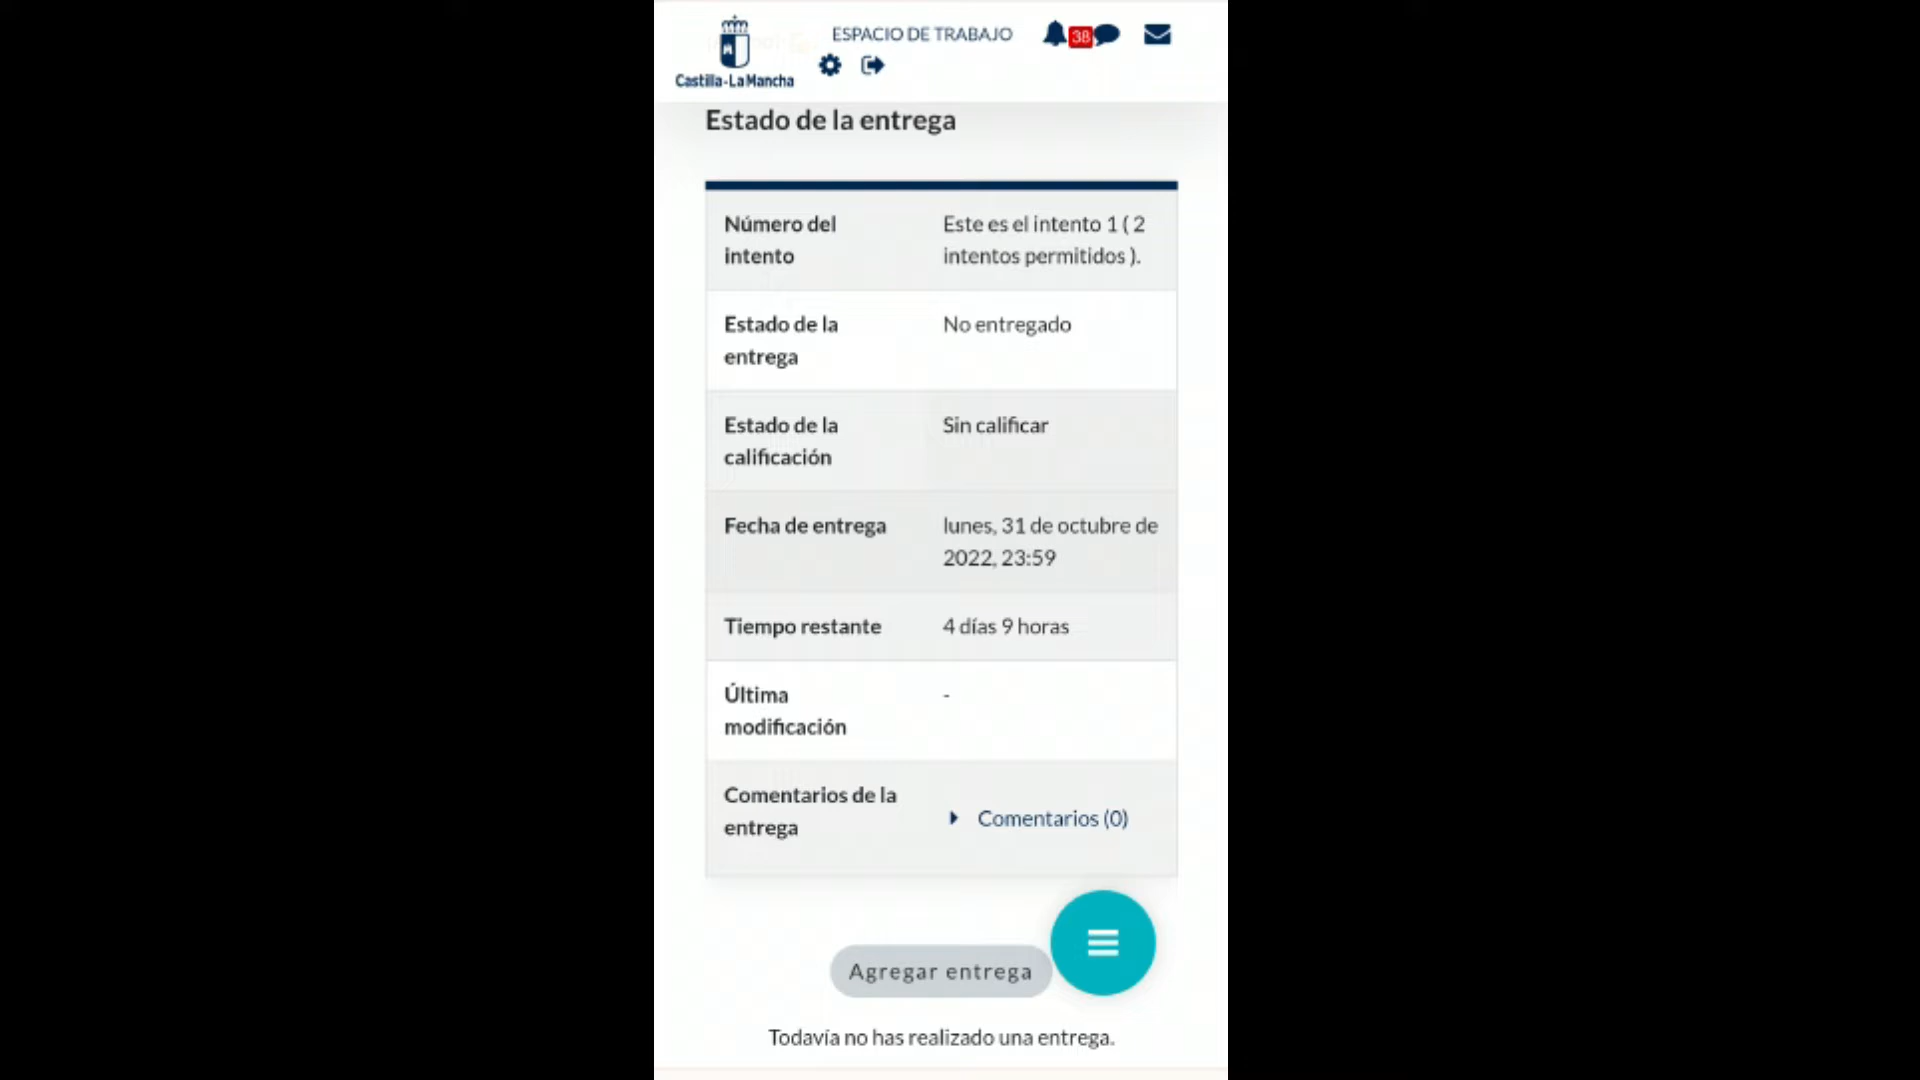 ESPACIO DE TRABAJO
38
Castilla-La Mancha
Estado de la entrega
Número del
intento
Este es el intento 1 ( 2
intentos permitidos ).
Estado de la
entrega
No entregado
Estado de la
calificación
Sin calificar
Fecha de entrega
lunes, 31 de octubre de
2022, 23:59
Tiempo restante
4 días 9 horas
Última
modificación
-
Comentarios de la
entrega
Comentarios (0)
Agregar entrega
Todavía no has realizado una entrega.